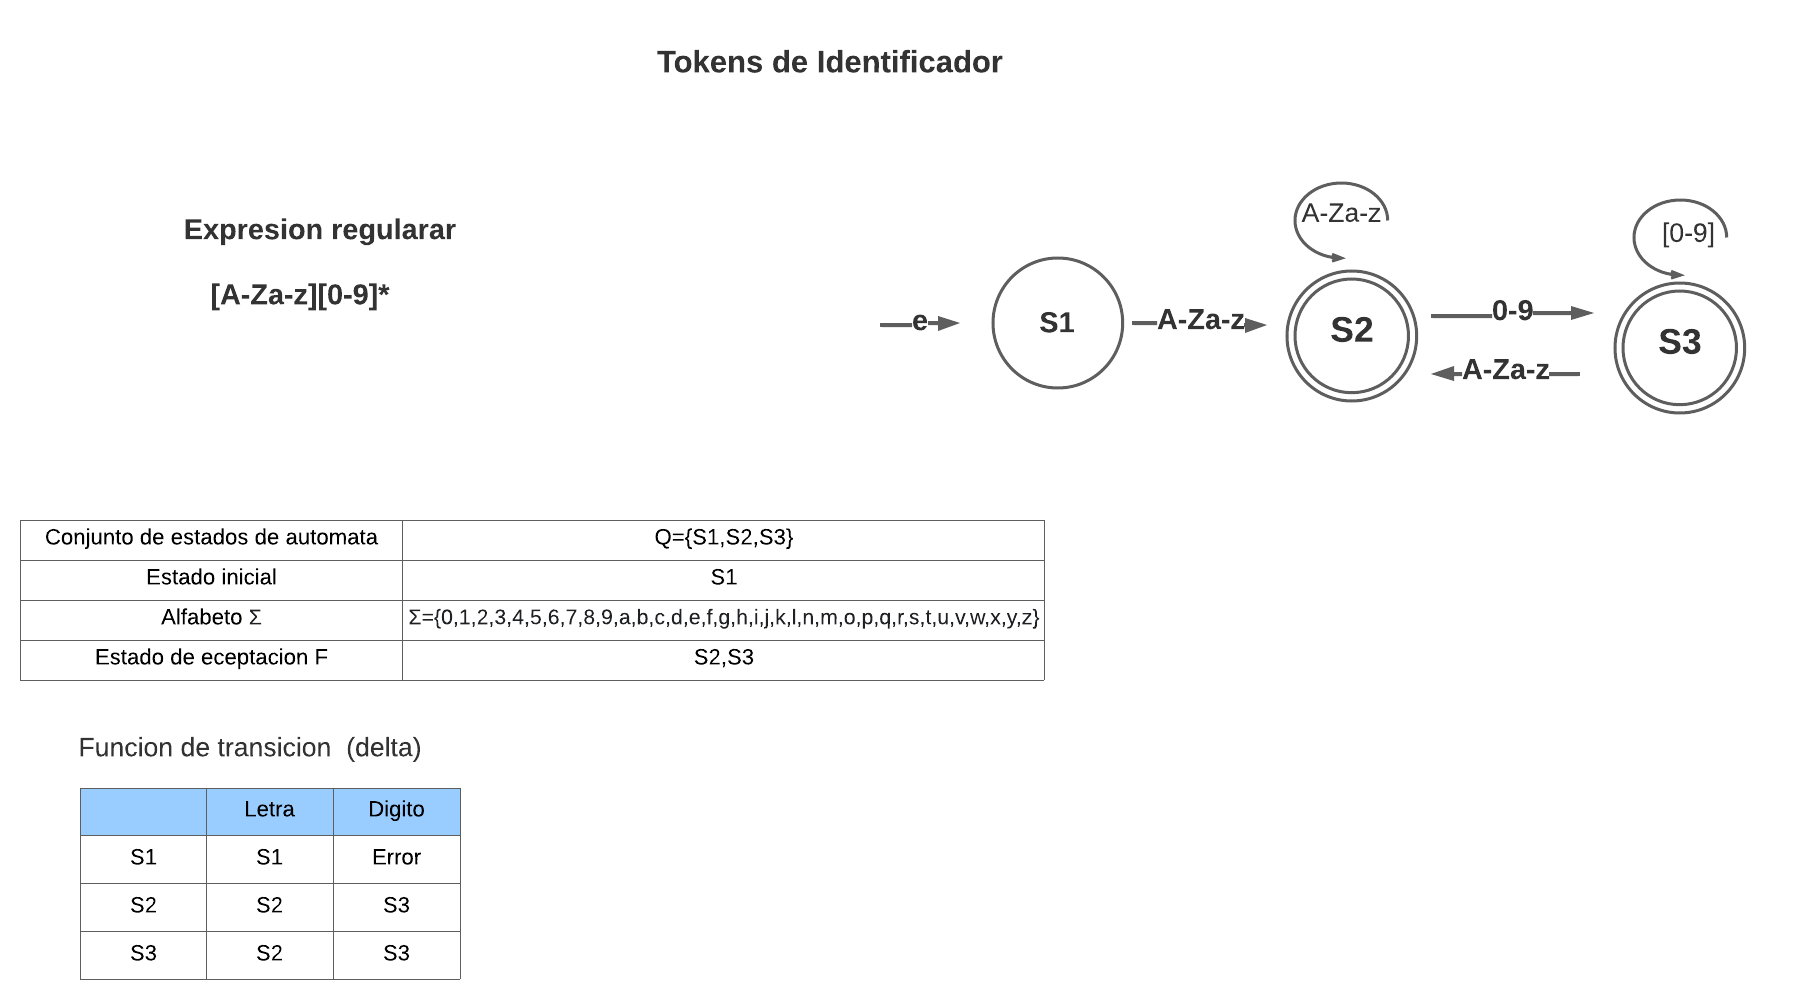 Tokens de Identificador
Expresion regularar
[A-Za-z][0-9]*
e
S1
A-Za-z
A-Za-z
S2
0-9
A-Za-z
[0-9]
S3
Conjunto de estados de automata Q={S1,S2,S3}
Estado inicial S1
Alfabeto Σ Σ={0,1,2,3,4,5,6,7,8,9,a,b,c,d,e,f,g,h,i,j,k,l,n,m,o,p,q,r,s,t,u,v,w,x,y,z}
Estado de eceptacion F S2,S3
Funcion de transicion (delta)
Letra Digito
S1 S1 Error
S2 S2 S3
S3 S2 S3